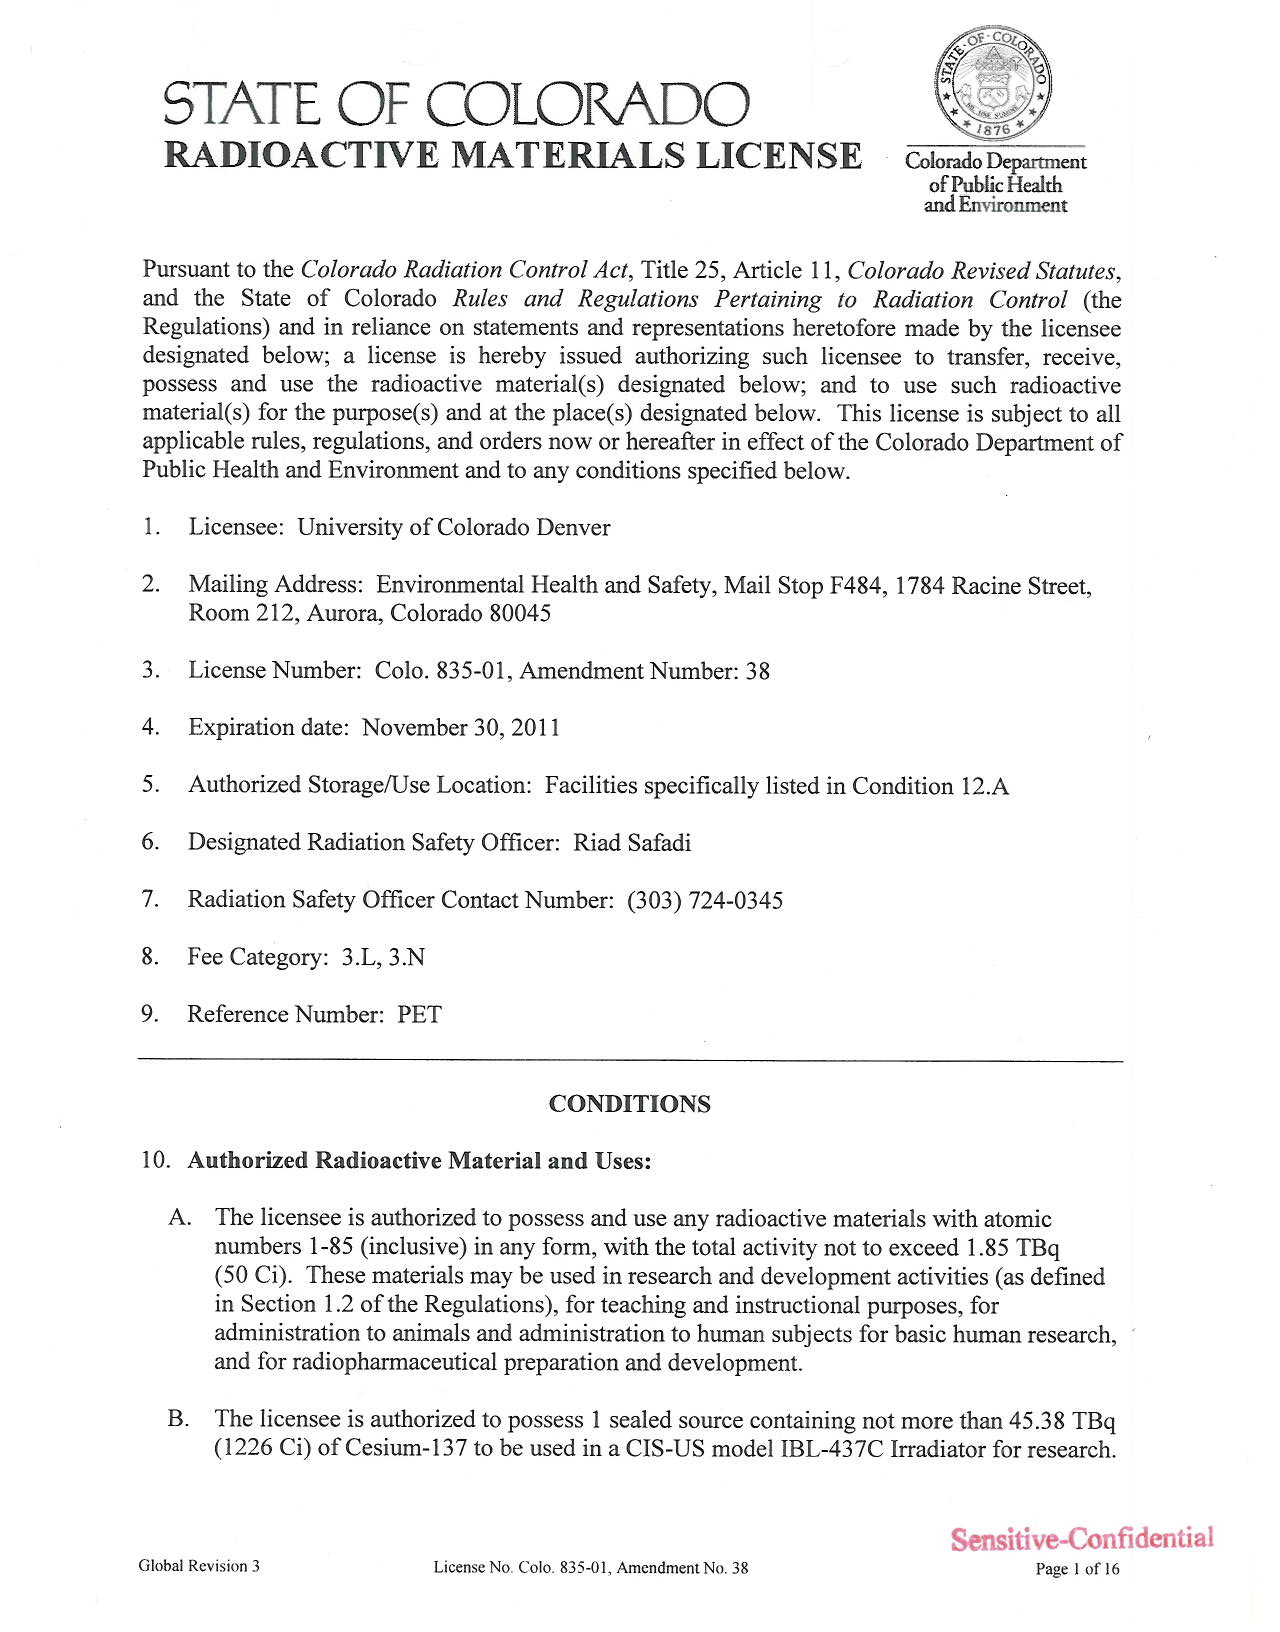 STATE OF COLORADO
RADIOACTIVE MATERIALS LICENSE
STATE OF COLORADO
1876
Colorado Department
of Public Health
and Environment
Pursuant to the Colorado Radiation Control Act, Title 25, Article 11, Colorado Revised Statutes,
and the State of Colorado Rules and Regulations Pertaining to Radiation Control (the
Regulations) and in reliance on statements and representations heretofore made by the licensee
designated below; a license is hereby issued authorizing such licensee to transfer, receive,
possess and use the radioactive material(s) designated below; and to use such radioactive
material(s) for the purpose(s) and at the place(s) designated below. This license is subject to all
applicable rules, regulations, and orders now or hereafter in effect of the Colorado Department of
Public Health and Environment and to any conditions specified below.
1. Licensee: University of Colorado Denver
2. Mailing Address: Environmental Health and Safety, Mail Stop F484, 1784 Racine Street,
Room 212, Aurora, Colorado 80045
3. License Number: Colo. 835-01, Amendment Number: 38
4. Expiration date: November 30, 2011
5. Authorized Storage/Use Location: Facilities specifically listed in Condition 12.A
6. Designated Radiation Safety Officer: Riad Safadi
7. Radiation Safety Officer Contact Number: (303) 724-0345
8. Fee Category: 3.L, 3.N
9. Reference Number: PET
CONDITIONS
10. Authorized Radioactive Material and Uses:
A. The licensee is authorized to possess and use any radioactive materials with atomic
numbers 1-85 (inclusive) in any form, with the total activity not to exceed 1.85 TBq
(50 Ci). These materials may be used in research and development activities (as defined
in Section 1.2 of the Regulations), for teaching and instructional purposes, for
administration to animals and administration to human subjects for basic human research,
and for radiopharmaceutical preparation and development.
B. The licensee is authorized to possess 1 sealed source containing not more than 45.38 TBq
(1226 Ci) of Cesium-137 to be used in a CIS-US model IBL-437C Irradiator for research.
Sensitive-Confidential
Global Revision 3 License No. Colo. 835-01, Amendment No. 38 Page 1 of 16